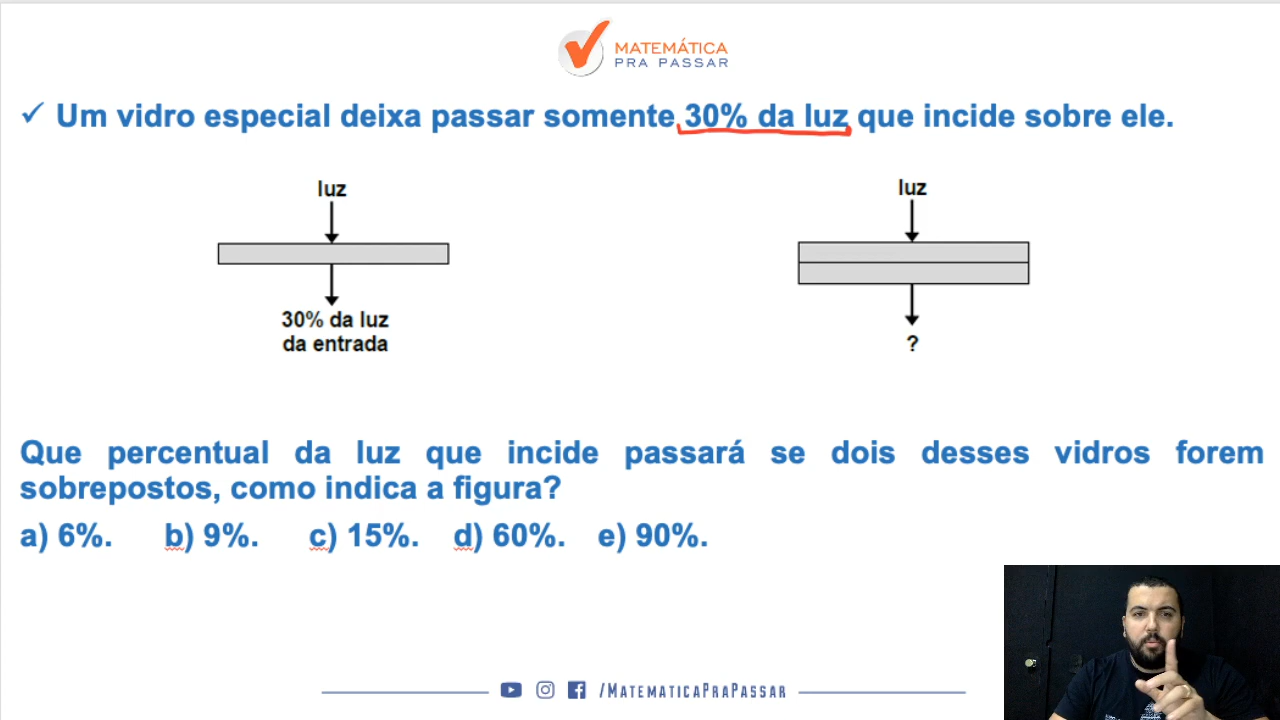 MATEMÁTICA
PRA PASSAR
✓ Um vidro especial deixa passar somente 30% da luz que incide sobre ele.
luz
30% da luz
da entrada
luz
?
Que percentual da luz que incide passará se dois desses vidros forem
sobrepostos, como indica a figura?
a) 6%. b) 9%. c) 15%. d) 60%. e) 90%.
/MATEMATICAPRAPASSAR